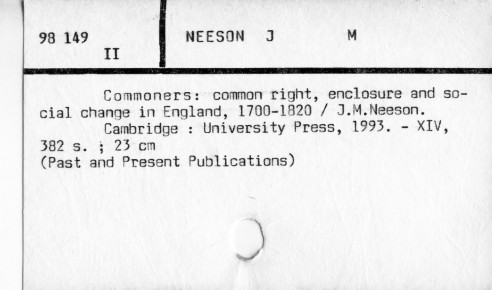 98 149
II
NEESON J M
Commoners: common right, enclosure and so-
cial change in England, 1700-1820 / J.M.Neeson.
Cambridge : University Press, 1993. - XIV,
382 s. ; 23 cm
(Past and Present Publications)